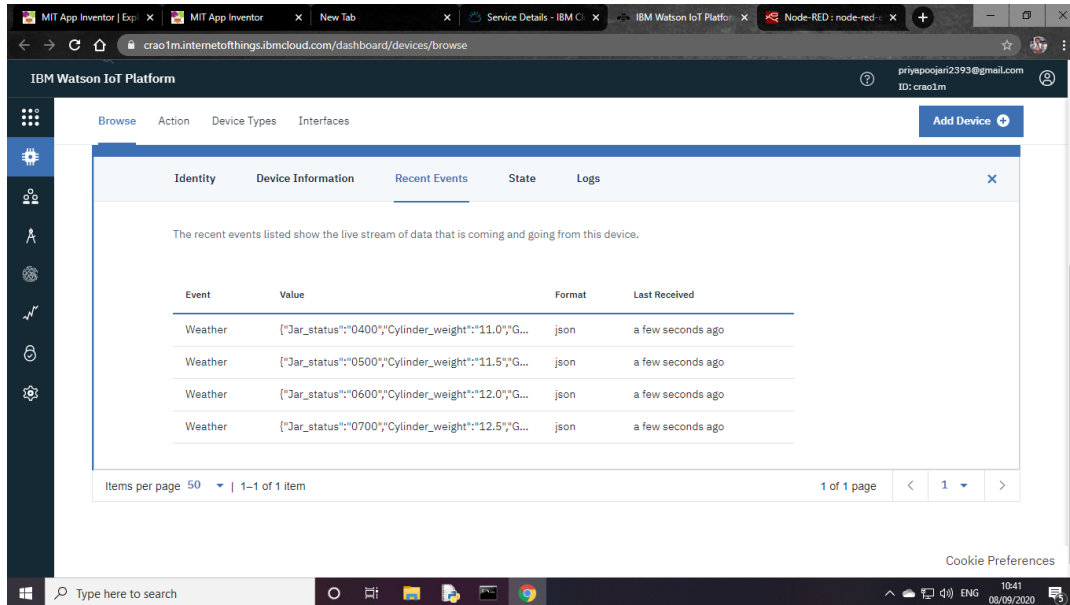 MIT App Inventor | Expl
MIT App Inventor
New Tab
Service Details - IBM Cl
IBM Watson IoT Platfor
Node-RED : node-red-
crao1m.internetofthings.ibmcloud.com/dashboard/devices/browse
IBM Watson IoT Platform
priyapoojari2393@gmail.com
ID: crao1m
Browse Action Device Types Interfaces
Add Device
Identity Device Information Recent Events State Logs
The recent events listed show the live stream of data that is coming and going from this device.
Event Value Format Last Received
Weather {"Jar_status":"0400","Cylinder_weight":"11.0","G... json a few seconds ago
Weather {"Jar_status":"0500","Cylinder_weight":"11.5","G... json a few seconds ago
Weather {"Jar_status":"0600","Cylinder_weight":"12.0","G... json a few seconds ago
Weather {"Jar_status":"0700","Cylinder_weight":"12.5","G... json a few seconds ago
Items per page 50 | 1–1 of 1 item 1 of 1 page 1
Cookie Preferences
Type here to search
ENG
10:41
08/09/2020
5